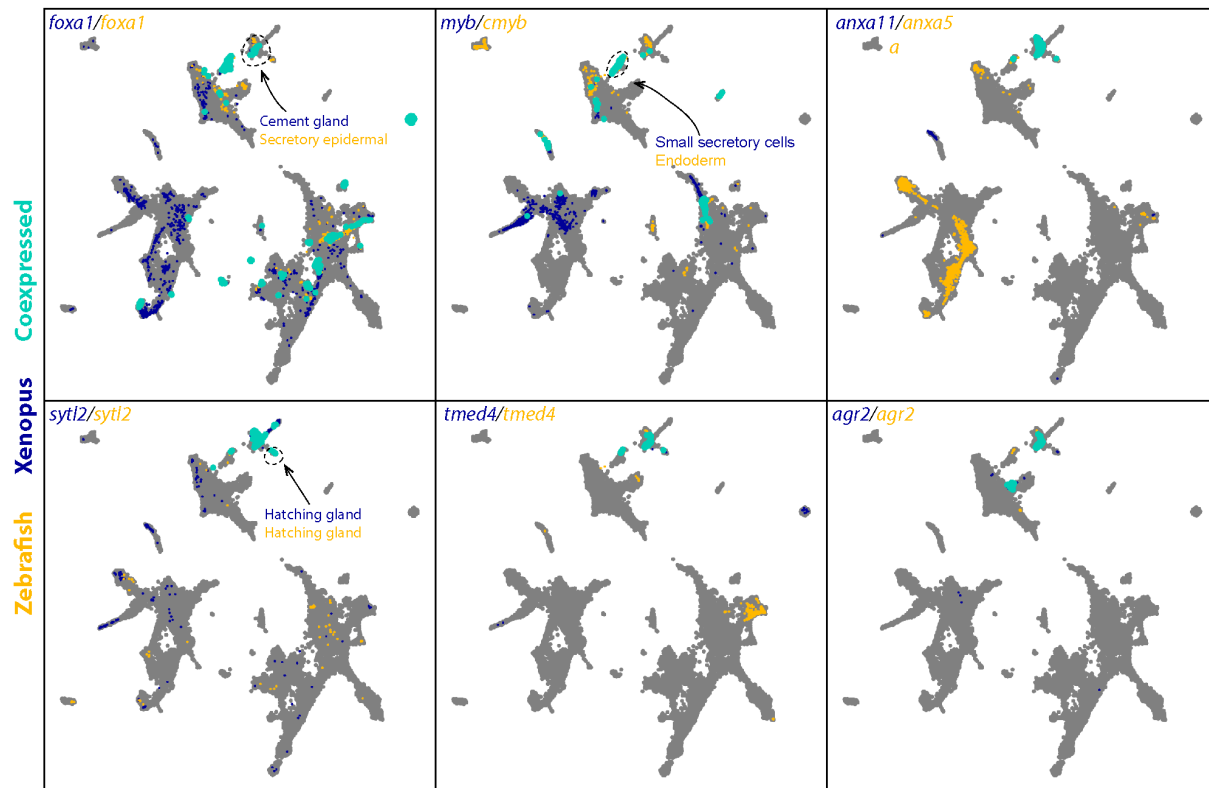 foxa1/foxa1
Cement gland
Secretory epidermal
myb/cmyb
Small secretory cells
Endoderm
anxa11/anxa5
a
sytl2/sytl2
Hatching gland
Hatching gland
tmed4/tmed4
agr2/agr2
Zebrafish Xenopus Coexpressed